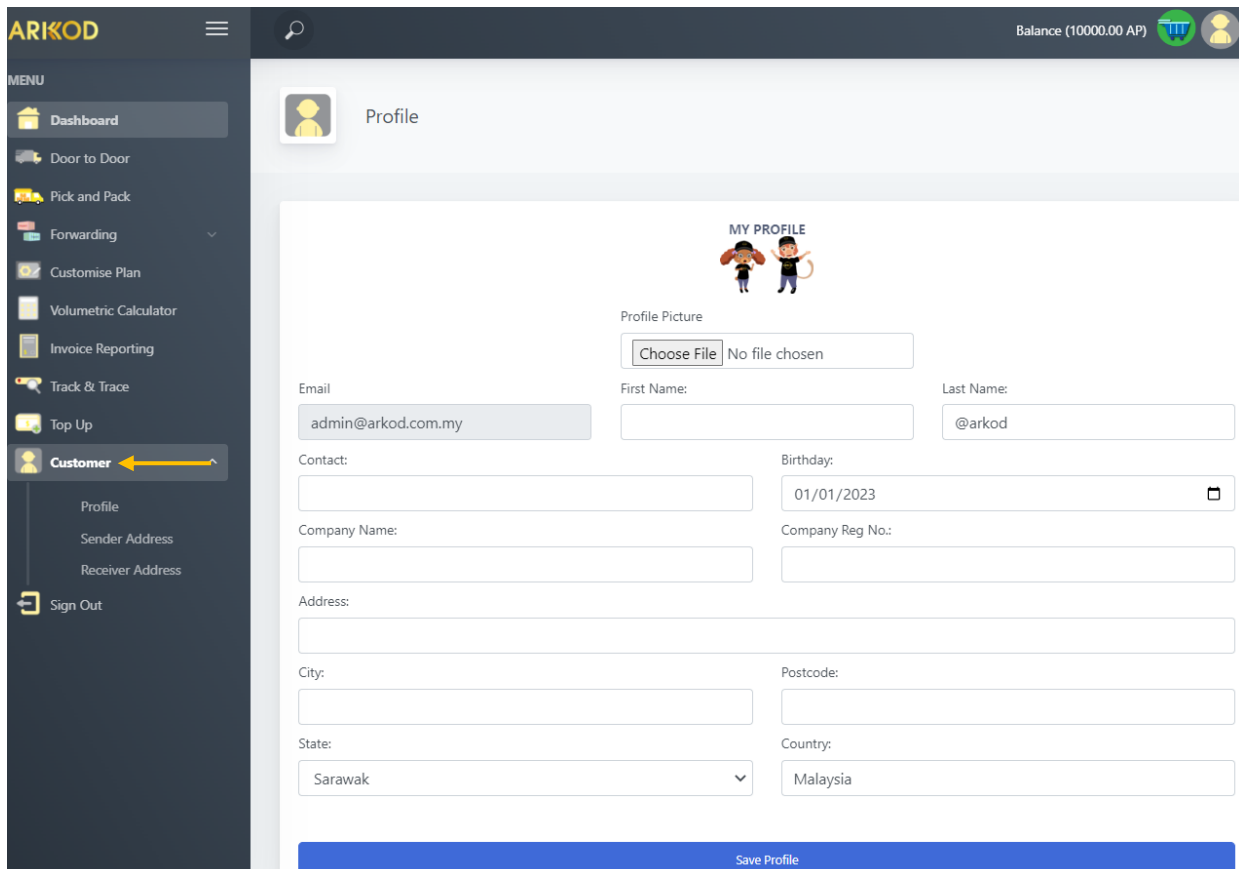 ARKOD
Balance (10000.00 AP)
MENU
Dashboard
Door to Door
Pick and Pack
Forwarding
Customise Plan
Volumetric Calculator
Invoice Reporting
Track & Trace
Top Up
Customer
Profile
Sender Address
Receiver Address
Sign Out
Profile
MY PROFILE
Profile Picture
Choose File No file chosen
Email First Name: Last Name:
admin@arkod.com.my @arkod
Contact: Birthday:
01/01/2023
Company Name: Company Reg No.:
Address:
City: Postcode:
State: Country:
Sarawak Malaysia
Save Profile